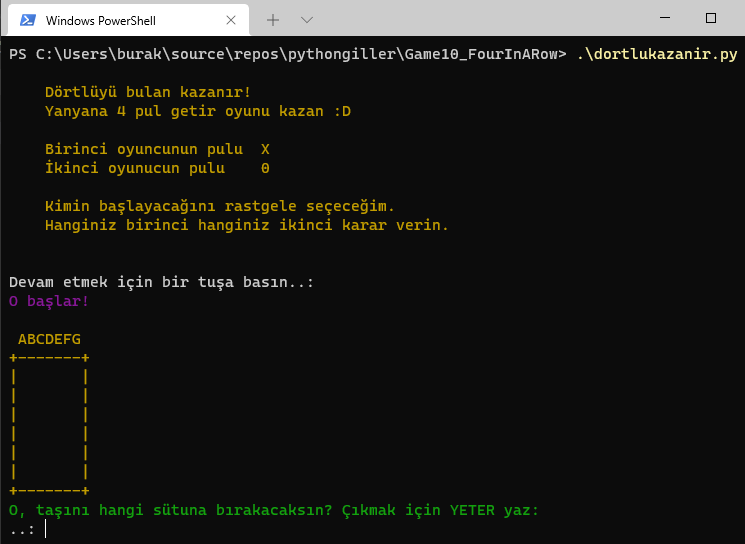 Windows PowerShell
PS C:\Users\burak\source\repos\pythongiller\Game10_FourInARow> .\dortlukazanir.py
Dörtlüyü bulan kazanır!
Yanyana 4 pul getir oyunu kazan :D
Birinci oyuncunun pulu X
İkinci oyunucun pulu 0
Kimin başlayacağını rastgele seçeceğim.
Hanginiz birinci hanginiz ikinci karar verin.
Devam etmek için bir tuşa basın..:
O başlar!
ABCDEFG
+-------+
|       |
|       |
|       |
|       |
|       |
|       |
+-------+
O, taşını hangi sütuna bırakacaksın? Çıkmak için YETER yaz:
..: